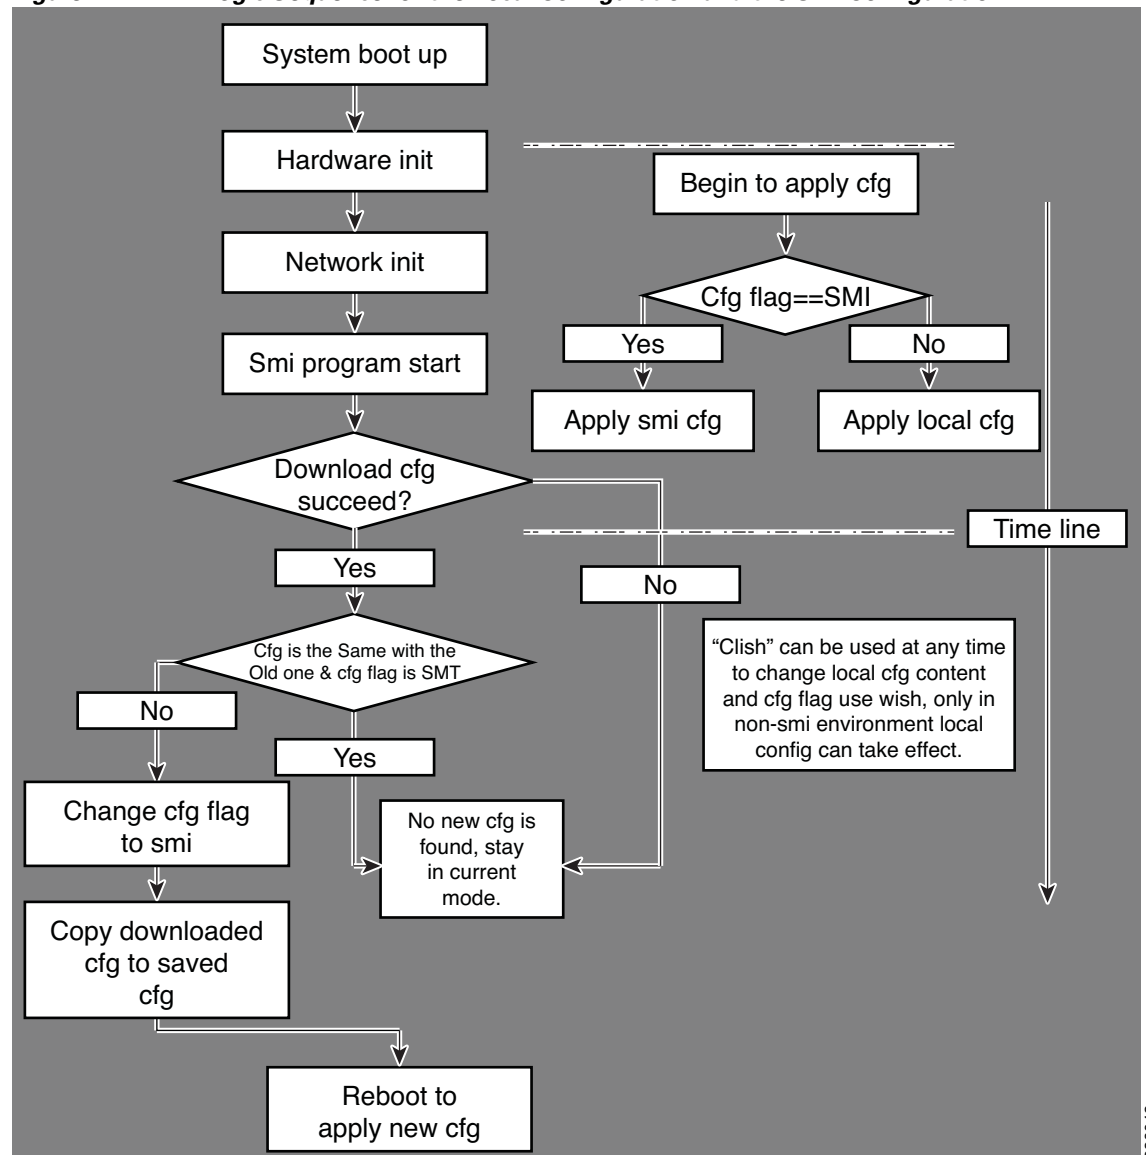 System boot up
Hardware init
Network init
Smi program start
Download cfg
succeed?
Yes
No
Cfg is the Same with the
Old one & cfg flag is SMT
No
Yes
Change cfg flag
to smi
Copy downloaded
cfg to saved
cfg
Reboot to
apply new cfg
No new cfg is
found, stay
in current
mode.
Begin to apply cfg
Cfg flag==SMI
Yes
No
Apply smi cfg
Apply local cfg
Time line
“Clish” can be used at any time
to change local cfg content
and cfg flag use wish, only in
non-smi environment local
config can take effect.